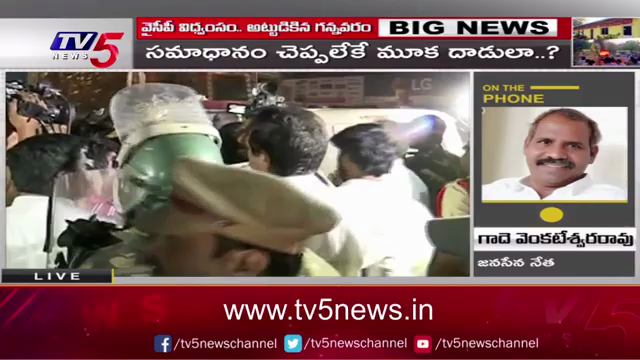 వైసీపీ విధ్వంసం.. అట్టుడికిన గన్నవరం
BIG NEWS
TV5
NEWS
సమాధానం చెప్పలేకే మూక దాడులా..?
ON THE
PHONE
LG
గాదె వెంకటేశ్వరరావు
జనసేన నేత
LIVE
www.tv5news.in
/tv5newschannel
/tv5newschannel
/tv5newschannel